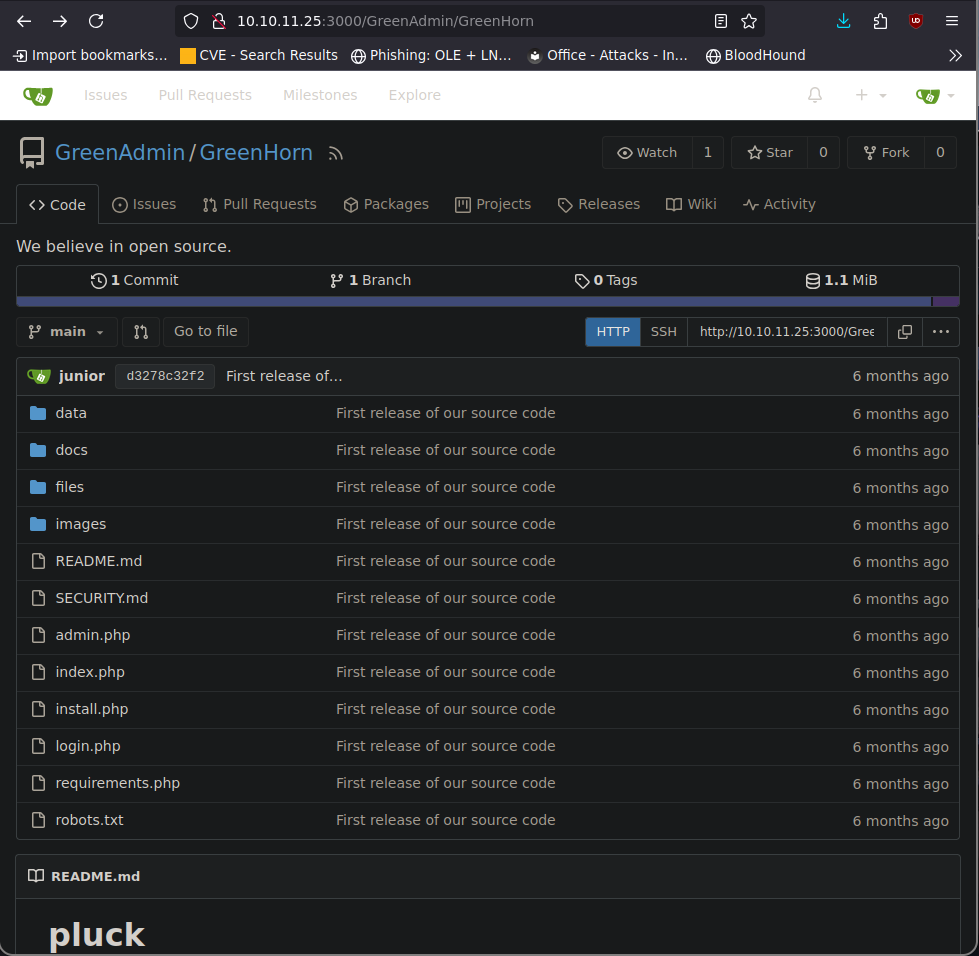 10.10.11.25:3000/GreenAdmin/GreenHorn
Import bookmarks... CVE - Search Results Phishing: OLE + LN... Office - Attacks - In... BloodHound
Issues Pull Requests Milestones Explore
GreenAdmin/GreenHorn Watch 1 Star 0 Fork 0
Code Issues Pull Requests Packages Projects Releases Wiki Activity
We believe in open source.
1 Commit 1 Branch 0 Tags 1.1 MiB
main Go to file HTTP SSH http://10.10.11.25:3000/Gree
junior d3278c32f2 First release of... 6 months ago
data First release of our source code 6 months ago
docs First release of our source code 6 months ago
files First release of our source code 6 months ago
images First release of our source code 6 months ago
README.md First release of our source code 6 months ago
SECURITY.md First release of our source code 6 months ago
admin.php First release of our source code 6 months ago
index.php First release of our source code 6 months ago
install.php First release of our source code 6 months ago
login.php First release of our source code 6 months ago
requirements.php First release of our source code 6 months ago
robots.txt First release of our source code 6 months ago
README.md
pluck